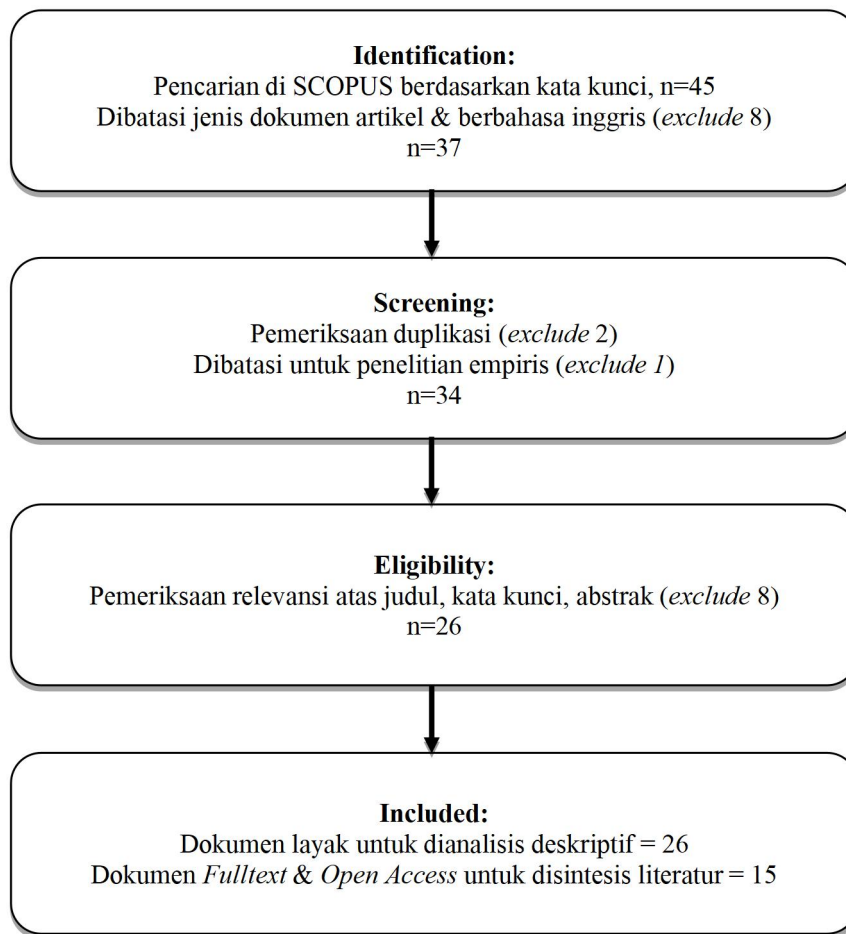 Identification:
Pencarian di SCOPUS berdasarkan kata kunci, n=45
Dibatasi jenis dokumen artikel & berbahasa inggris (exclude 8)
n=37
Screening:
Pemeriksaan duplikasi (exclude 2)
Dibatasi untuk penelitian empiris (exclude 1)
n=34
Eligibility:
Pemeriksaan relevansi atas judul, kata kunci, abstrak (exclude 8)
n=26
Included:
Dokumen layak untuk dianalisis deskriptif = 26
Dokumen Fulltext & Open Access untuk disintesis literatur = 15